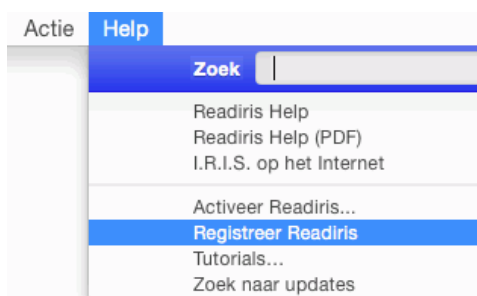 Actie Help
Zoek
Readiris Help
Readiris Help (PDF)
I.R.I.S. op het Internet
Activeer Readiris...
Registreer Readiris
Tutorials...
Zoek naar updates